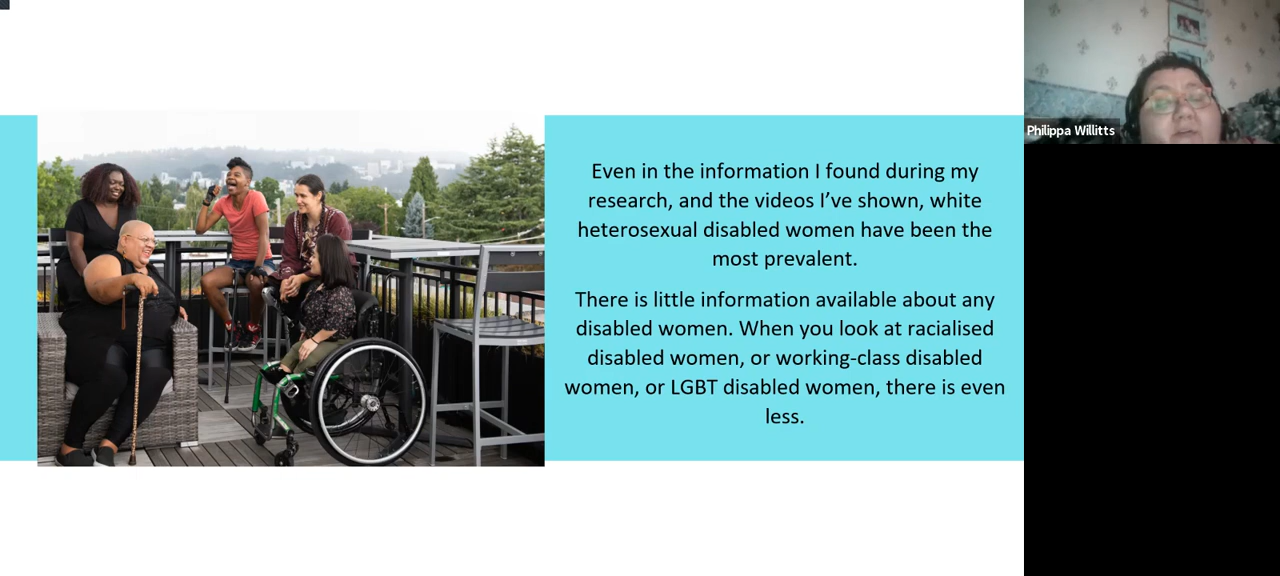 Even in the information I found during my
research, and the videos I’ve shown, white
heterosexual disabled women have been the
most prevalent.
There is little information available about any
disabled women. When you look at racialised
disabled women, or working-class disabled
women, or LGBT disabled women, there is even
less.
Philippa Willitts